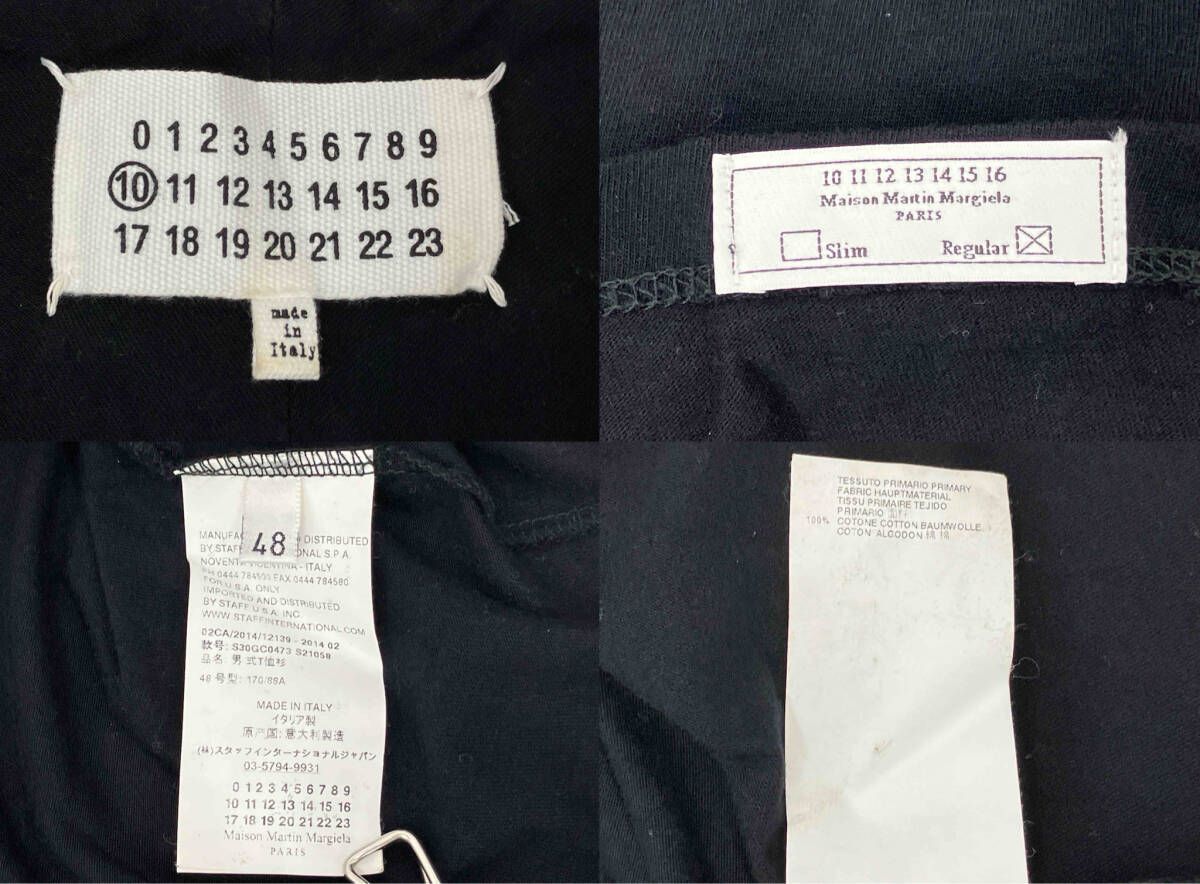 0 1 2 3 4 5 6 7 8 9
10 11 12 13 14 15 16
17 18 19 20 21 22 23
made
in
Italy
10 11 12 13 14 15 16
Maison Martin Margiela
PARIS
Slim Regular
48
DISTRIBUTED
BY STAFF S.P.A.
NOVENTA VICENTINA - ITALY
PH 0444 784500 FAX 0444 784580
FOR U.S.A. ONLY
IMPORTED AND DISTRIBUTED
BY STAFF U.S.A. INC.
WWW.STAFFINTERNATIONAL.COM
02CA/2014/12139 - 2014 02
款号: S30GC0473 S21058
品名: 男 式T恤衫
48 号型: 170/88A
MADE IN ITALY
イタリア製
原产国: 意大利製造
(株)スタッフインターナショナルジャパン
03-5794-9931
0 1 2 3 4 5 6 7 8 9
10 11 12 13 14 15 16
17 18 19 20 21 22 23
Maison Martin Margiela
PARIS
TESSUTO PRIMARIO PRIMARY
FABRIC HAUPTMATERIAL
TISSU PRIMAIRE TEJIDO
PRIMARIO 面料
100% COTONE COTTON BAUMWOLLE
COTON ALGODON 綿 棉